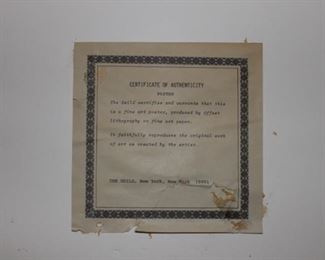 CERTIFICATE OF AUTHENTICITY
POSTER
The Guild certifies and warrants that this
is a fine art poster, produced by offset
lithography on fine art paper.
It faithfully reproduces the original work
of art as created by the artist.
THE GUILD, New York, New York 10001